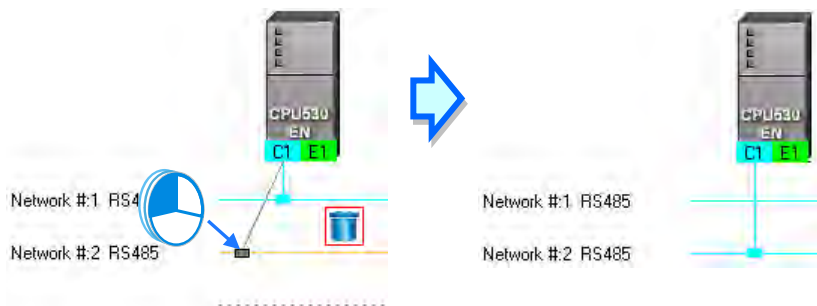 CPU530
EN
C1 E1
Network #:1 RS4
Network #:2 RS485
CPU530
EN
C1 E1
Network #:1 RS485
Network #:2 RS485